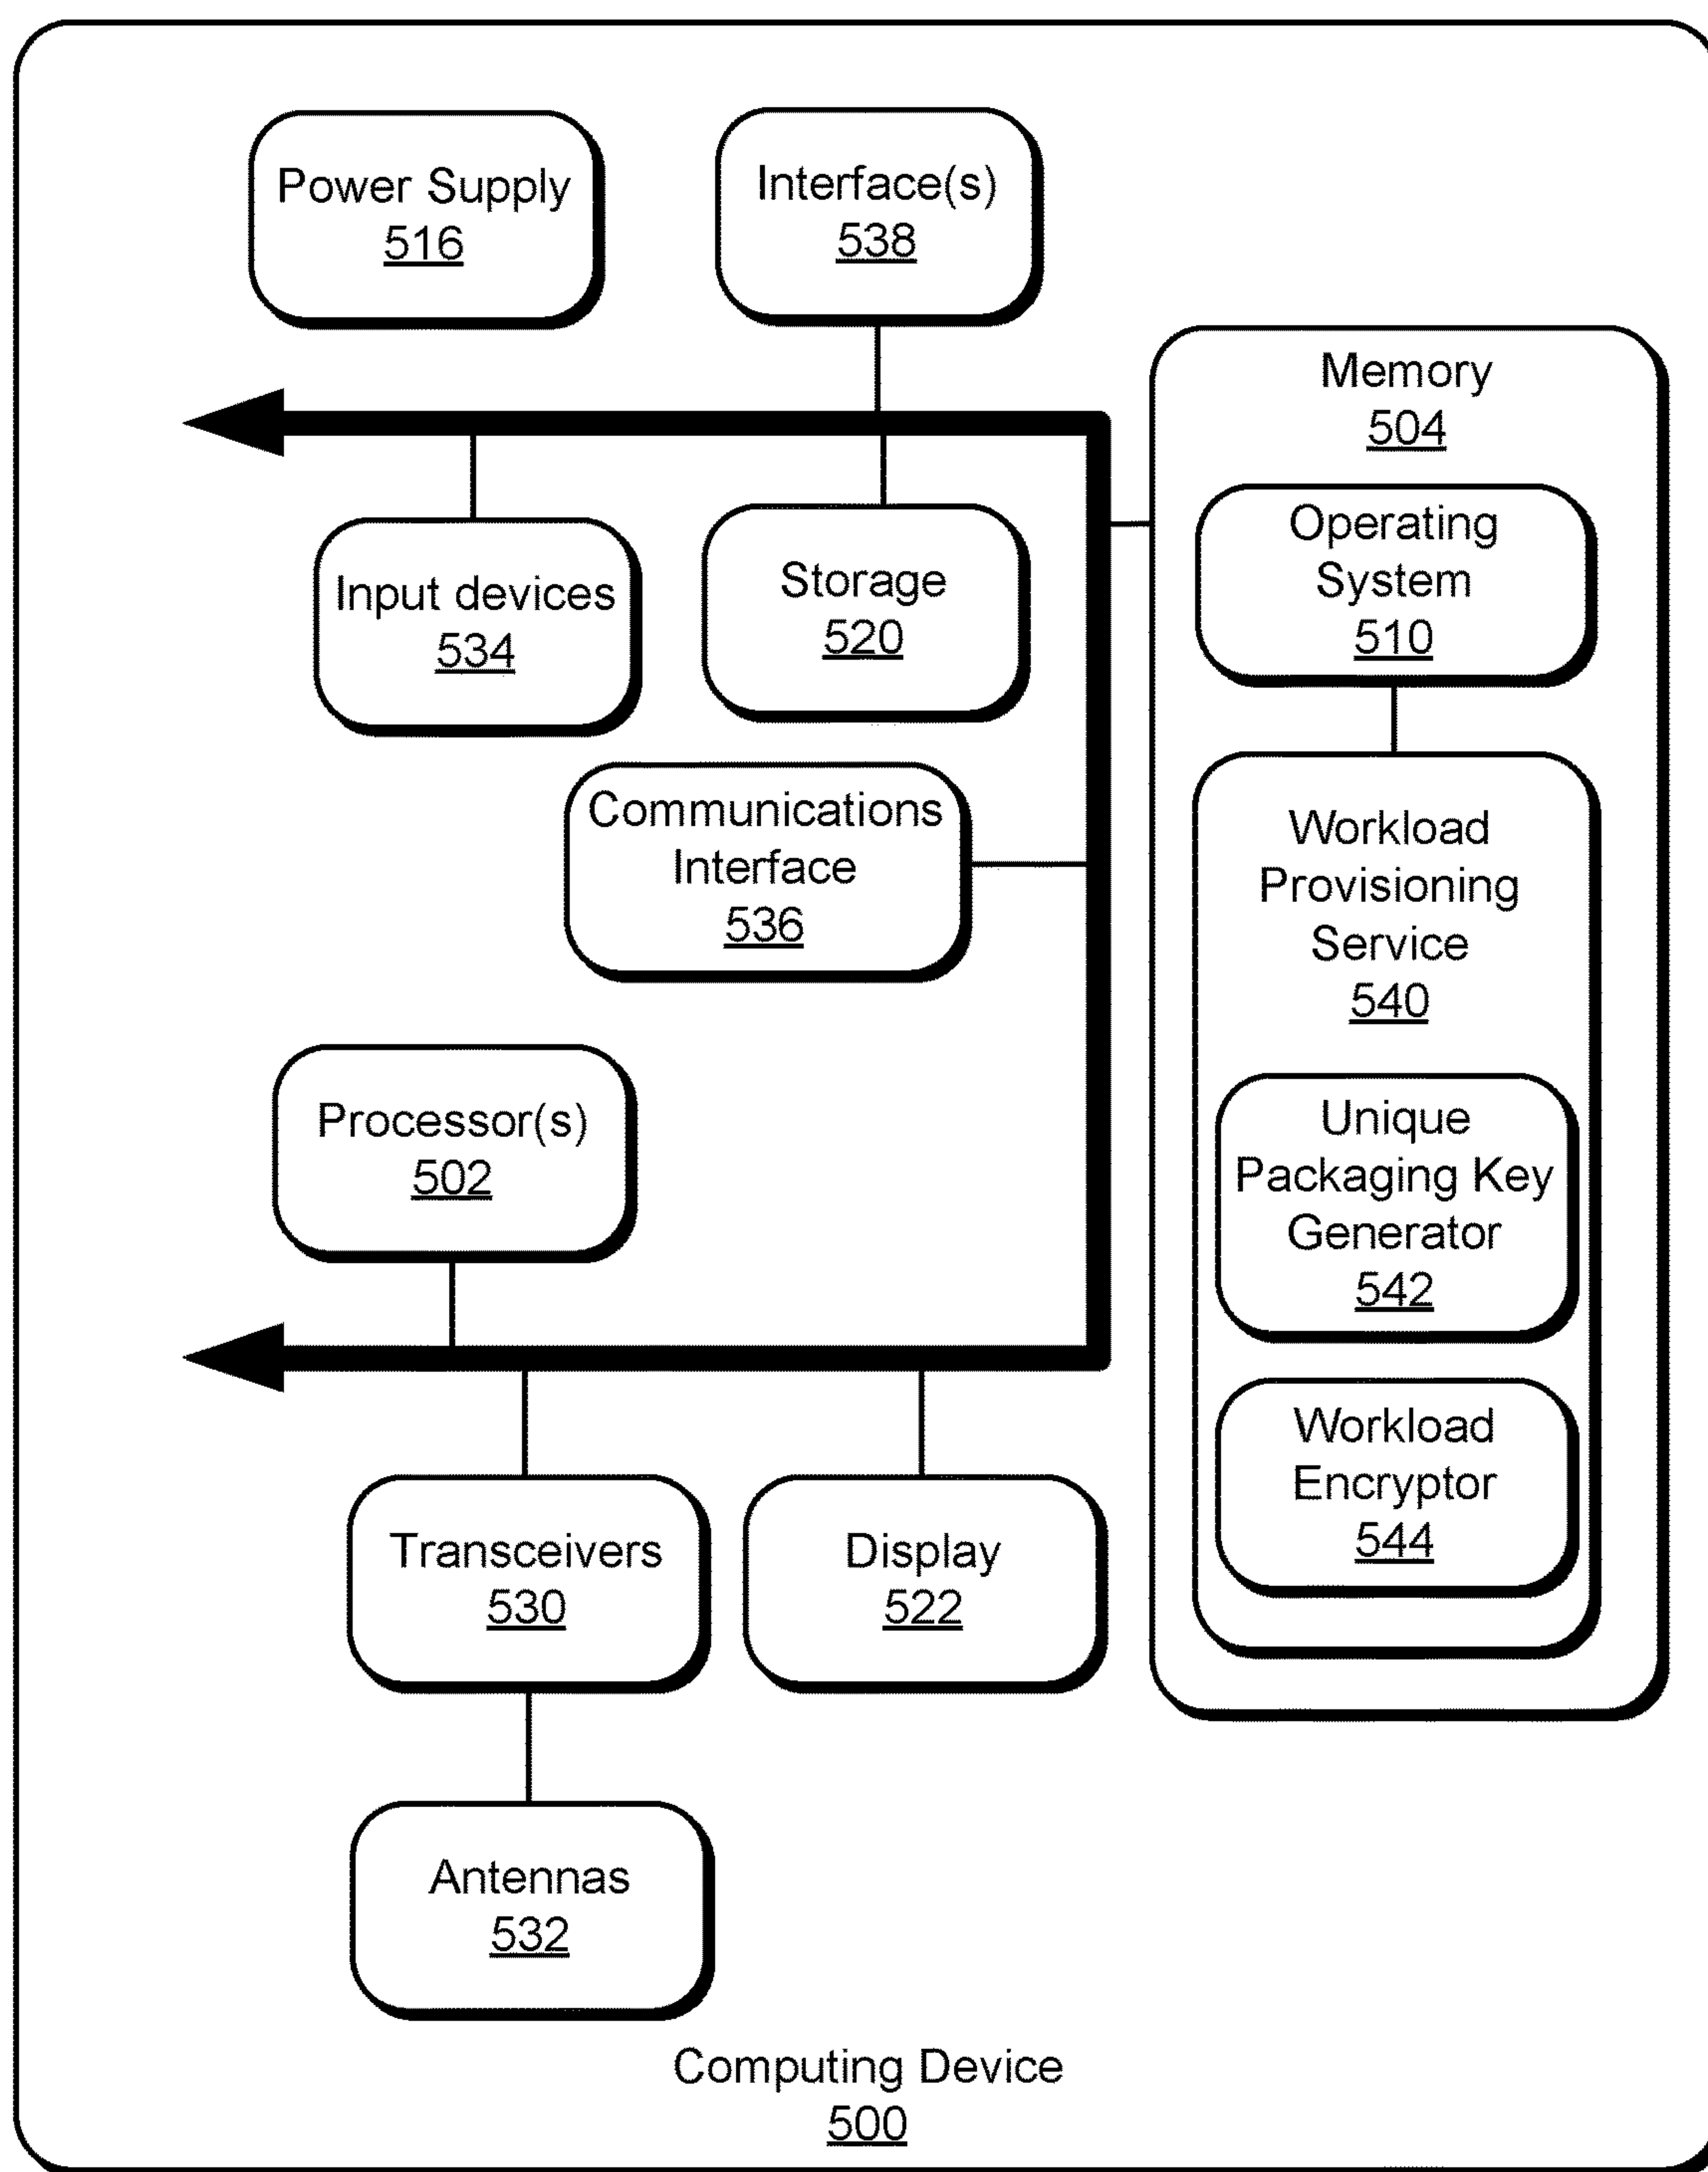 Power Supply
516
Interface(s)
538
Memory
504
Operating
System
510
Input devices
534
Storage
520
Communications
Interface
536
Workload
Provisioning
Service
540
Processor(s)
502
Unique
Packaging Key
Generator
542
Workload
Encryptor
544
Transceivers
530
Display
522
Antennas
532
Computing Device
500